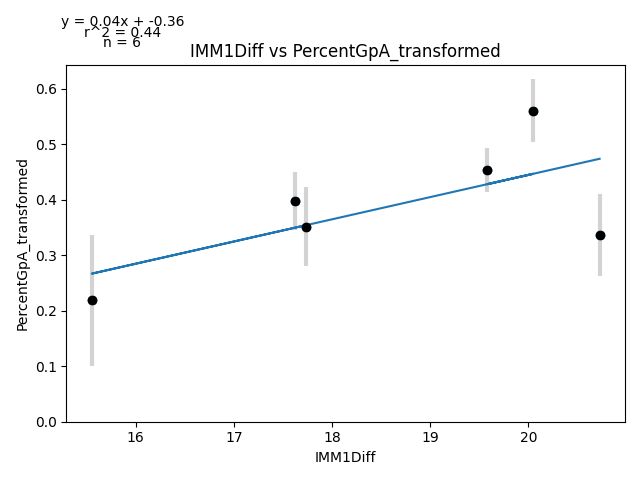 y = 0.04x + -0.36
r^2 = 0.44
n = 6
IMM1Diff vs PercentGpA_transformed
PercentGpA_transformed
0.6
0.5
0.4
0.3
0.2
0.1
0.0
16 17 18 19 20
IMM1Diff